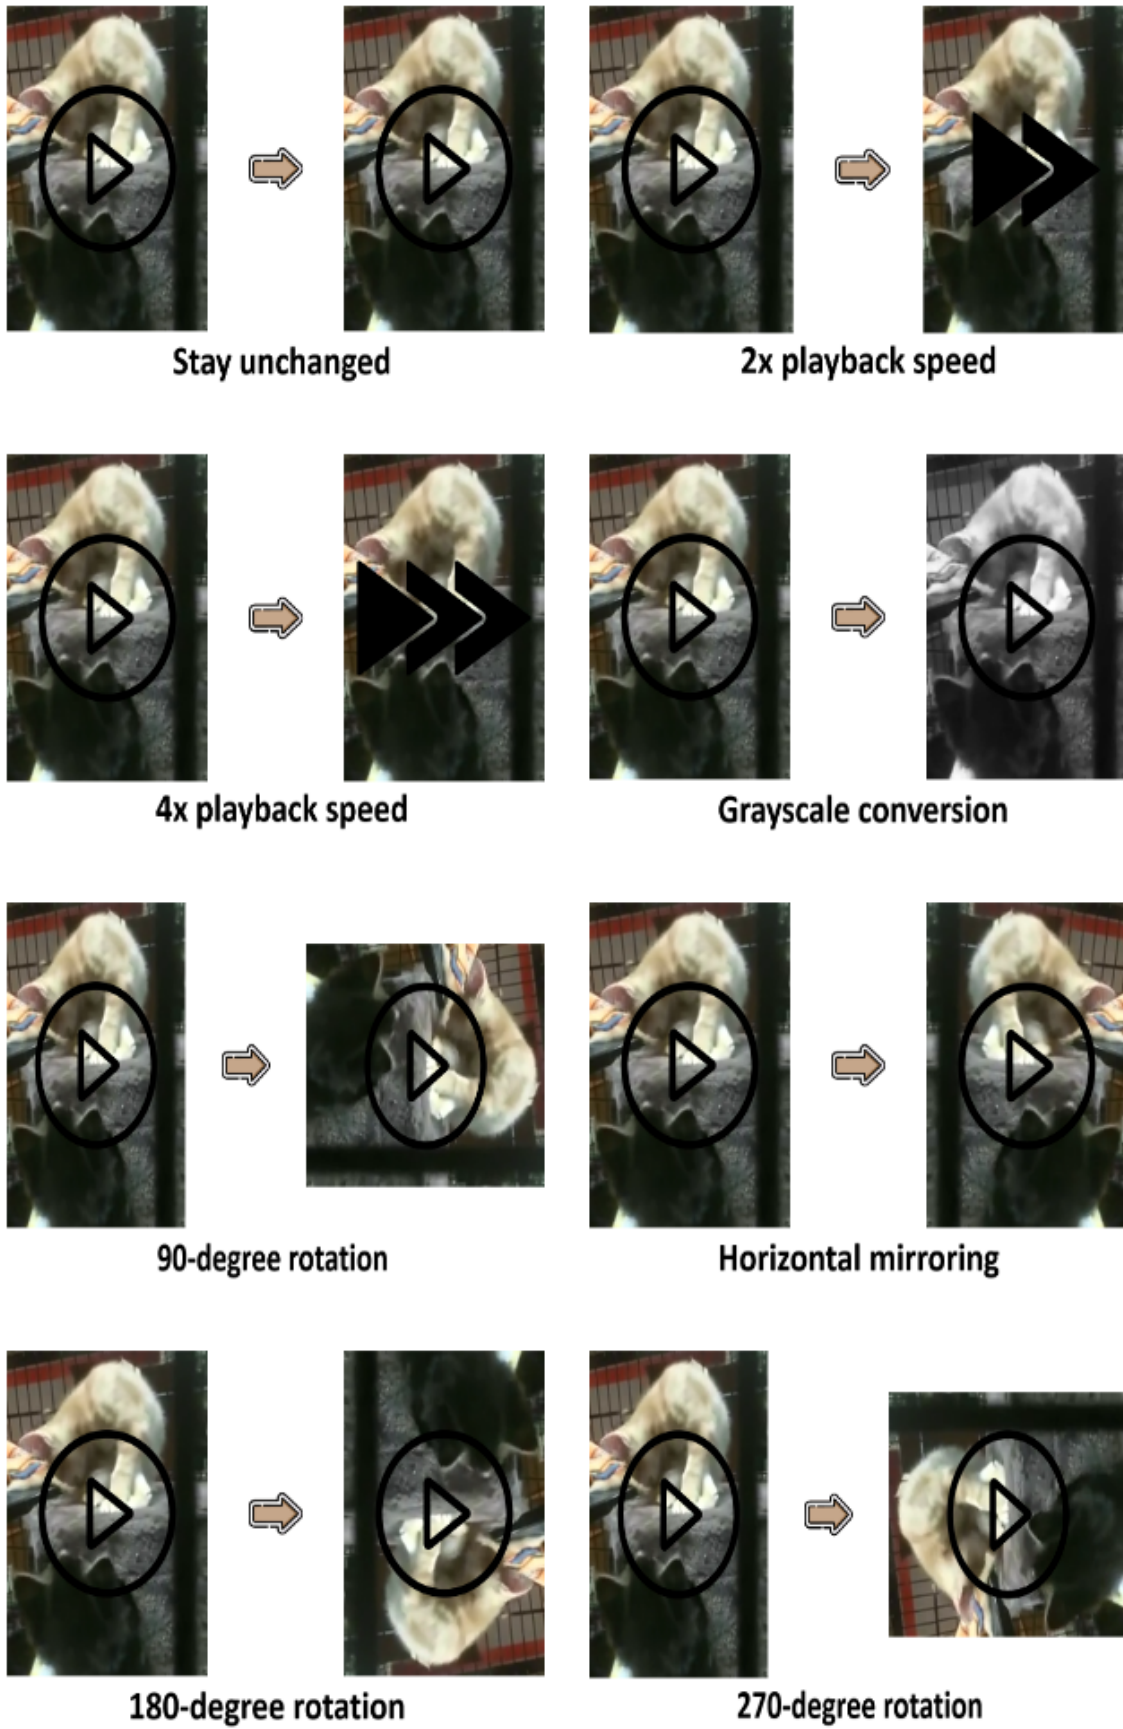 Stay unchanged
2x playback speed
4x playback speed
Grayscale conversion
90-degree rotation
Horizontal mirroring
180-degree rotation
270-degree rotation